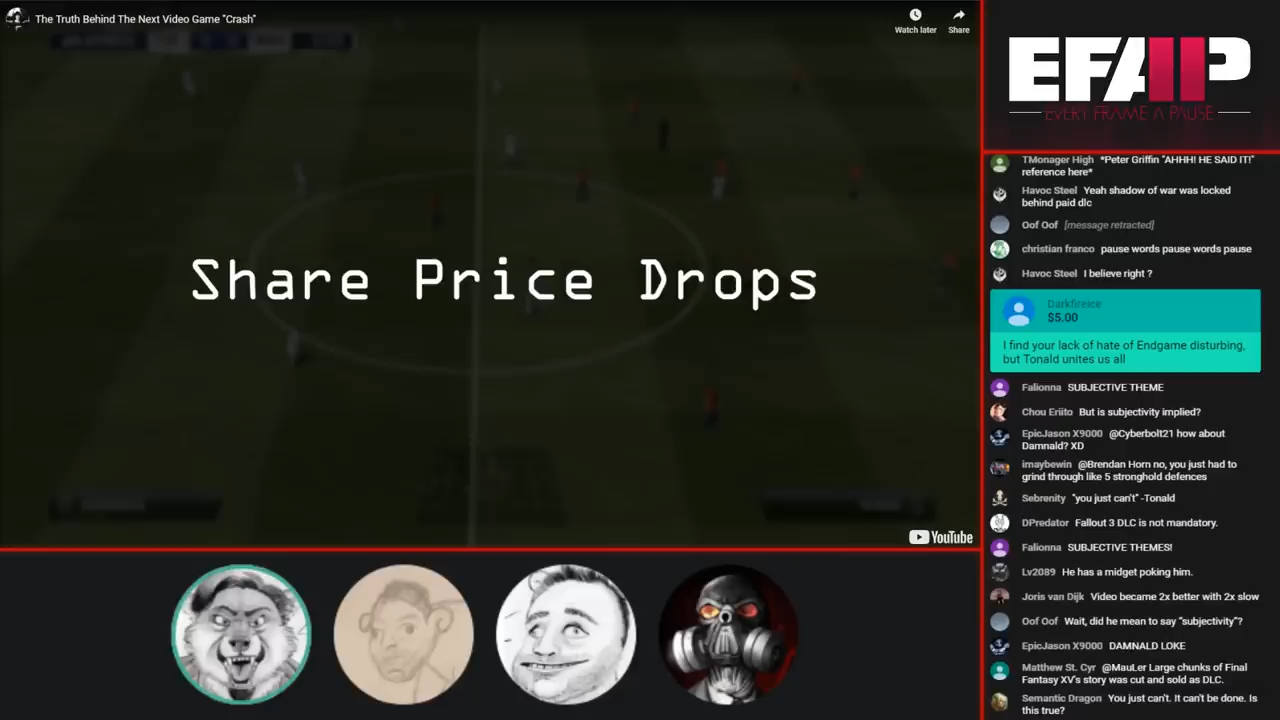 The Truth Behind The Next Video Game "Crash"
Watch later
Share
Share Price Drops
YouTube
EFAP
EVERY FRAME A PAUSE
TMonager High *Peter Griffin "AHHH! HE SAID IT!"
reference here*
Havoc Steel Yeah shadow of war was locked
behind paid dlc
Oof Oof [message retracted]
christian franco pause words pause words pause
Havoc Steel I believe right ?
Darkfireice
$5.00
I find your lack of hate of Endgame disturbing,
but Tonald unites us all
Falionna SUBJECTIVE THEME
Chou Eriito But is subjectivity implied?
EpicJason X9000 @Cyberbolt21 how about
Damnald? XD
imaybewin @Brendan Horn no, you just had to
grind through like 5 stronghold defences
Sebrenity "you just can't" -Tonald
DPredator Fallout 3 DLC is not mandatory.
Falionna SUBJECTIVE THEMES!
Lv2089 He has a midget poking him.
Joris van Dijk Video became 2x better with 2x slow
Oof Oof Wait, did he mean to say “subjectivity”?
EpicJason X9000 DAMNALD LOKE
Matthew St. Cyr @MauLer Large chunks of Final
Fantasy XV's story was cut and sold as DLC.
Semantic Dragon You just can't. It can't be done. Is
this true?